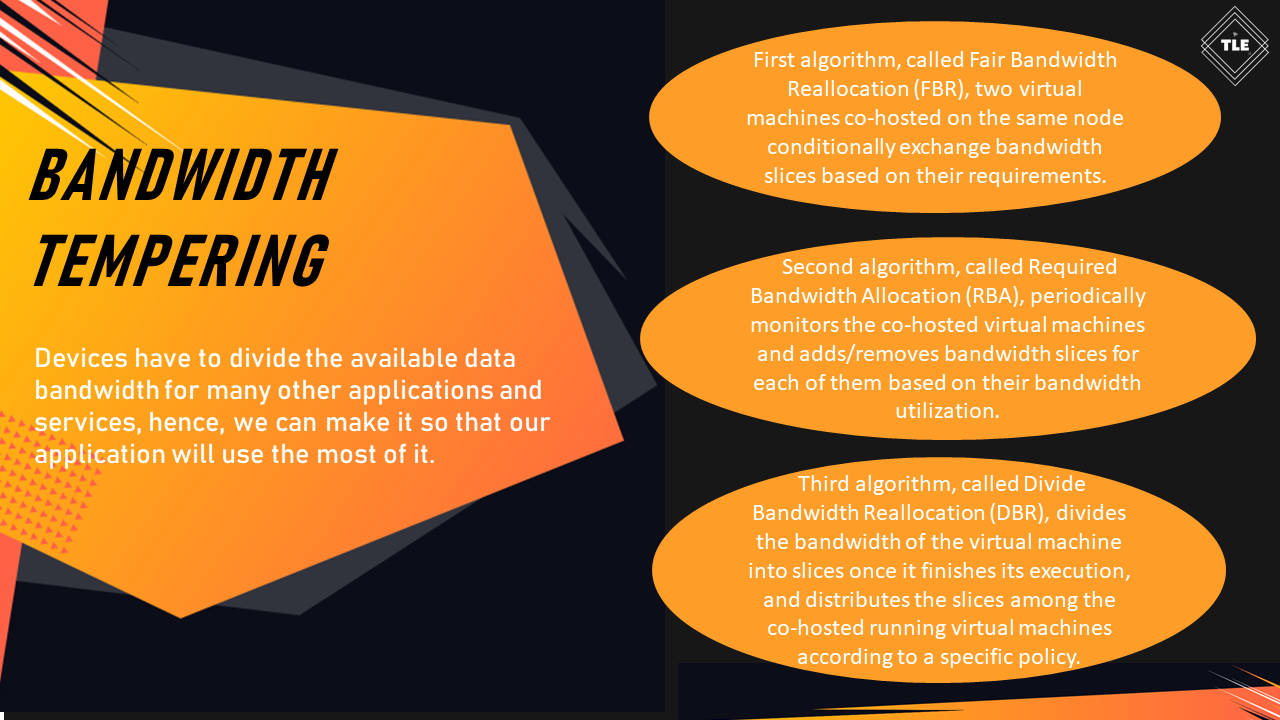 BANDWIDTH
TEMPERING
Devices have to divide the available data
bandwidth for many other applications and
services, hence, we can make it so that our
application will use the most of it.
First algorithm, called Fair Bandwidth
Reallocation (FBR), two virtual
machines co-hosted on the same node
conditionally exchange bandwidth
slices based on their requirements.
Second algorithm, called Required
Bandwidth Allocation (RBA), periodically
monitors the co-hosted virtual machines
and adds/removes bandwidth slices for
each of them based on their bandwidth
utilization.
Third algorithm, called Divide
Bandwidth Reallocation (DBR), divides
the bandwidth of the virtual machine
into slices once it finishes its execution,
and distributes the slices among the
co-hosted running virtual machines
according to a specific policy.
TLE